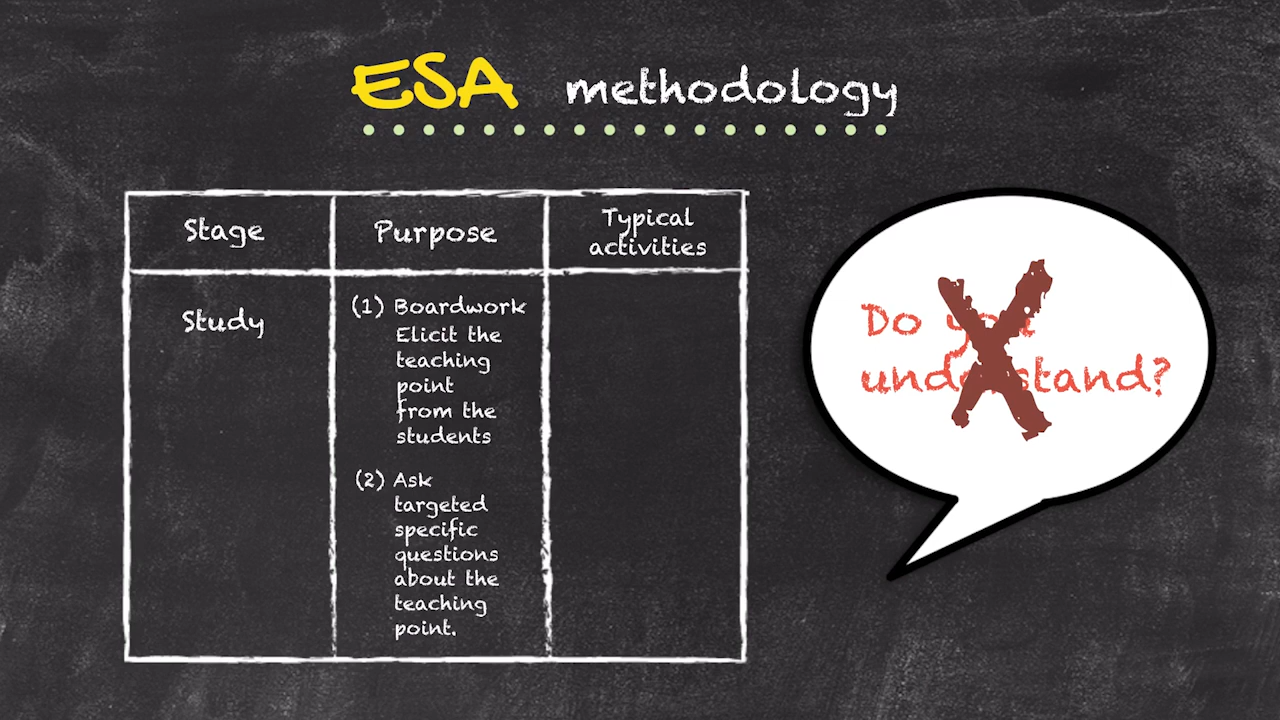 ESA methodology
Stage
Purpose
Typical
activities
Study
(1) Boardwork
Elicit the
teaching
point
from the
students
(2) Ask
targeted
specific
questions
about the
teaching
point.
Do you
understand?